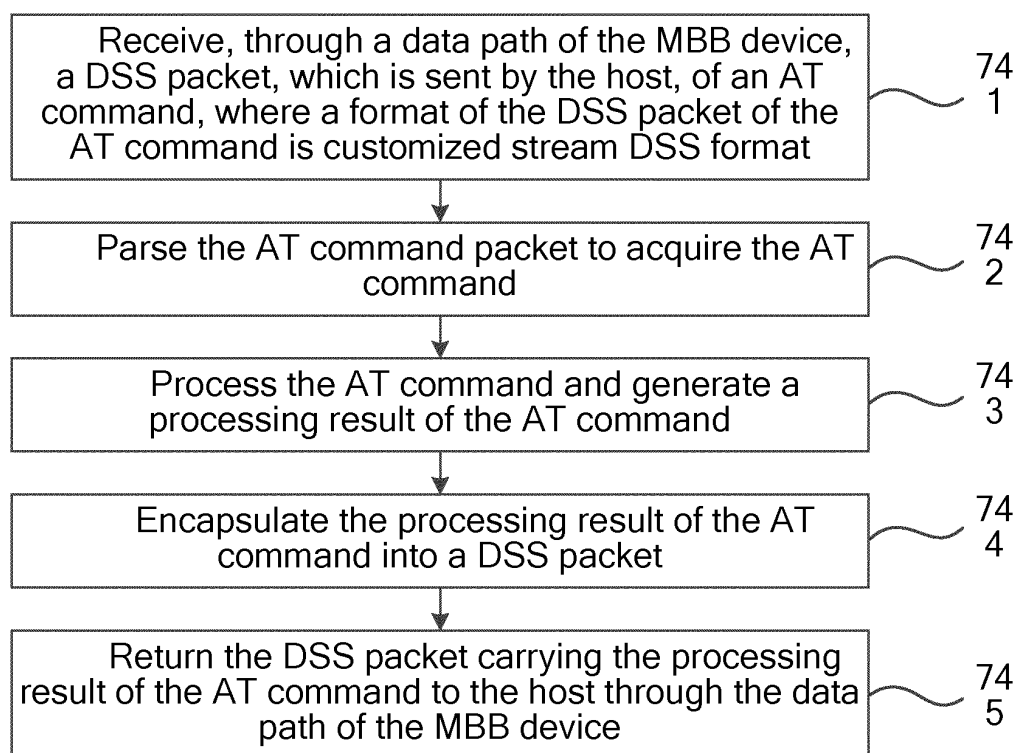 Receive, through a data path of the MBB device,
a DSS packet, which is sent by the host, of an AT
command, where a format of the DSS packet of the
AT command is customized stream DSS format
74
1
Parse the AT command packet to acquire the AT
command
74
2
Process the AT command and generate a
processing result of the AT command
74
3
Encapsulate the processing result of the AT
command into a DSS packet
74
4
Return the DSS packet carrying the processing
result of the AT command to the host through the data
path of the MBB device
74
5